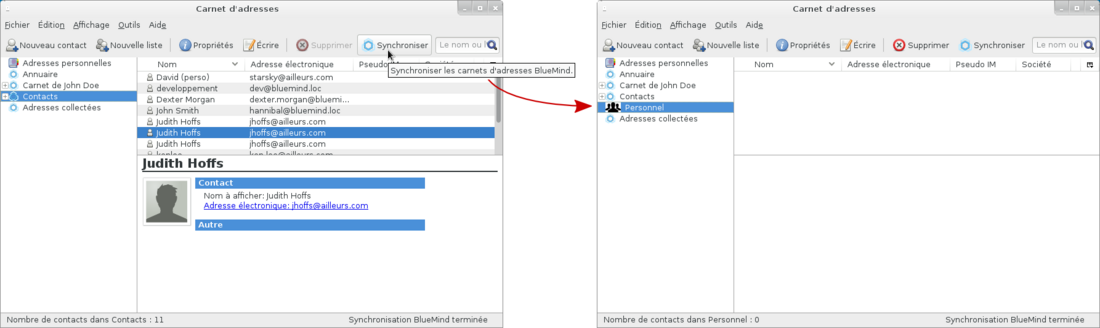 Carnet d'adresses
Fichier Édition Affichage Outils Aide
Nouveau contact Nouvelle liste Propriétés Écrire Supprimer Synchroniser Le nom ou l
Synchroniser les carnets d'adresses BlueMind.
Adresses personnelles
Annuaire
Carnet de John Doe
Contacts
Adresses collectées
Nom Adresse électronique Pseudo
David (perso) starsky@ailleurs.com
developpement dev@bluemind.loc
Dexter Morgan dexter.morgan@bluemi...
John Smith hannibal@bluemind.loc
Judith Hoffs jhoffs@ailleurs.com
Judith Hoffs jhoffs@ailleurs.com
Judith Hoffs jhoffs@ailleurs.com
Judith Hoffs
Contact
Nom à afficher: Judith Hoffs
Adresse électronique: jhoffs@ailleurs.com
Autre
Nombre de contacts dans Contacts : 11 Synchronisation BlueMind terminée
Carnet d'adresses
Fichier Édition Affichage Outils Aide
Nouveau contact Nouvelle liste Propriétés Écrire Supprimer Synchroniser Le nom ou l
Adresses personnelles
Annuaire
Carnet de John Doe
Contacts
Personnel
Adresses collectées
Nom Adresse électronique Pseudo IM Société
Nombre de contacts dans Personnel : 0 Synchronisation BlueMind terminée